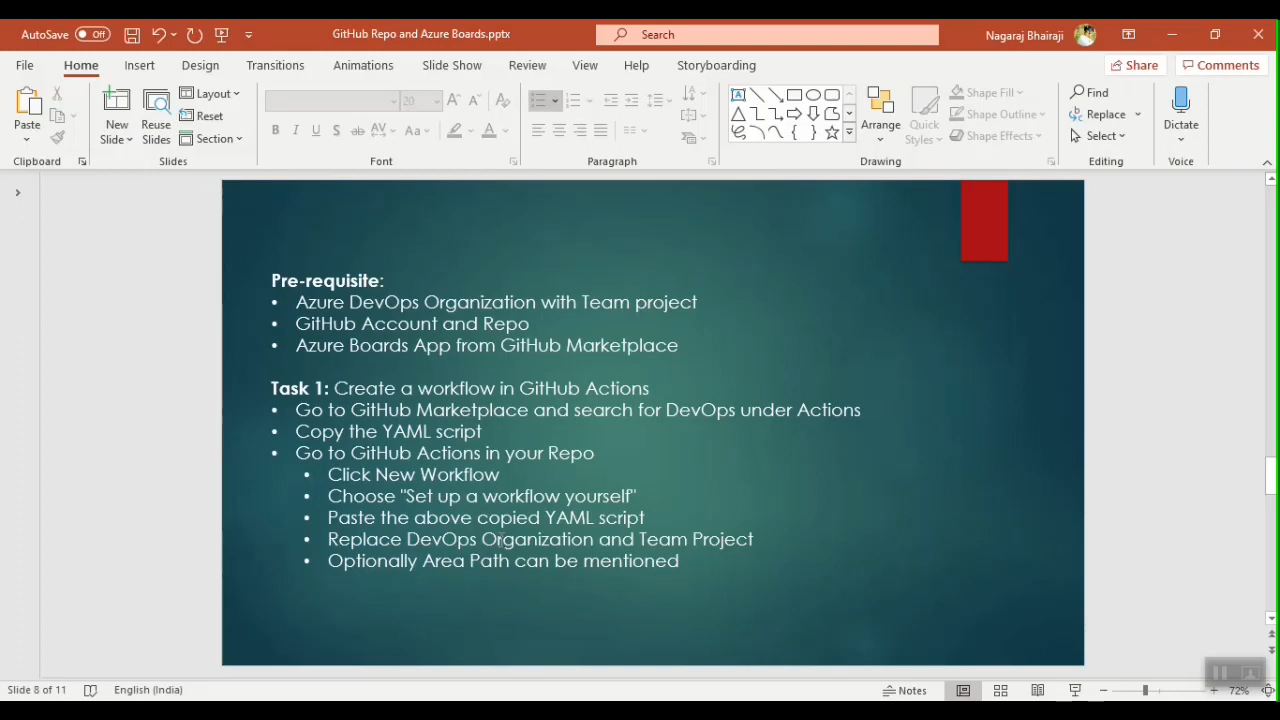 AutoSave Off
GitHub Repo and Azure Boards.pptx
Search
Nagaraj Bhairaji
File Home Insert Design Transitions Animations Slide Show Review View Help Storyboarding
Share Comments
Paste
New Slides
Reuse Slides
Layout
Reset
Section
20
Aa
Arrange
Quick Styles
Shape Fill
Shape Outline
Shape Effects
Find
Replace
Select
Dictate
Clipboard Slides Font Paragraph Drawing Editing Voice
Pre-requisite:
• Azure DevOps Organization with Team project
• GitHub Account and Repo
• Azure Boards App from GitHub Marketplace
Task 1: Create a workflow in GitHub Actions
• Go to GitHub Marketplace and search for DevOps under Actions
• Copy the YAML script
• Go to GitHub Actions in your Repo
• Click New Workflow
• Choose "Set up a workflow yourself"
• Paste the above copied YAML script
• Replace DevOps Organization and Team Project
• Optionally Area Path can be mentioned
Slide 8 of 11 English (India) Notes 72%